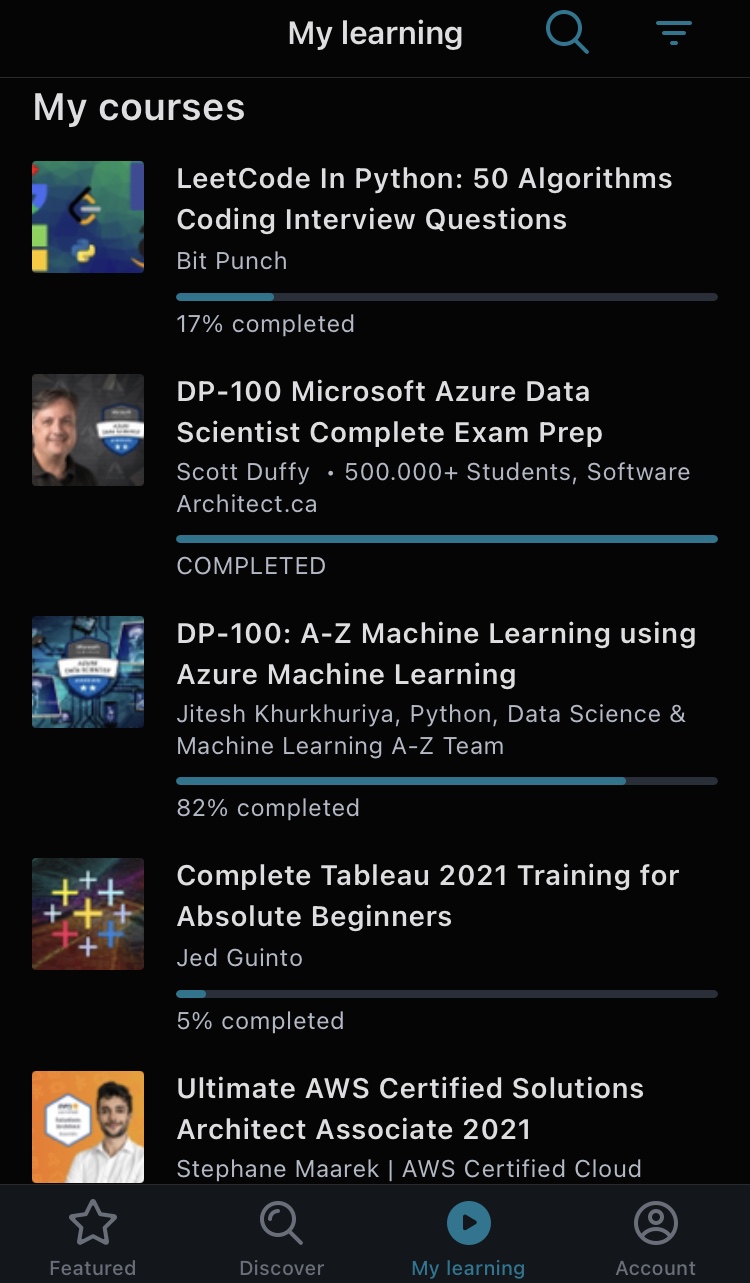 My learning
My courses
LeetCode In Python: 50 Algorithms
Coding Interview Questions
Bit Punch
17% completed
DP-100 Microsoft Azure Data
Scientist Complete Exam Prep
Scott Duffy • 500.000+ Students, Software
Architect.ca
COMPLETED
DP-100: A-Z Machine Learning using
Azure Machine Learning
Jitesh Khurkhuriya, Python, Data Science &
Machine Learning A-Z Team
82% completed
Complete Tableau 2021 Training for
Absolute Beginners
Jed Guinto
5% completed
Ultimate AWS Certified Solutions
Architect Associate 2021
Stephane Maarek | AWS Certified Cloud
Featured
Discover
My learning
Account